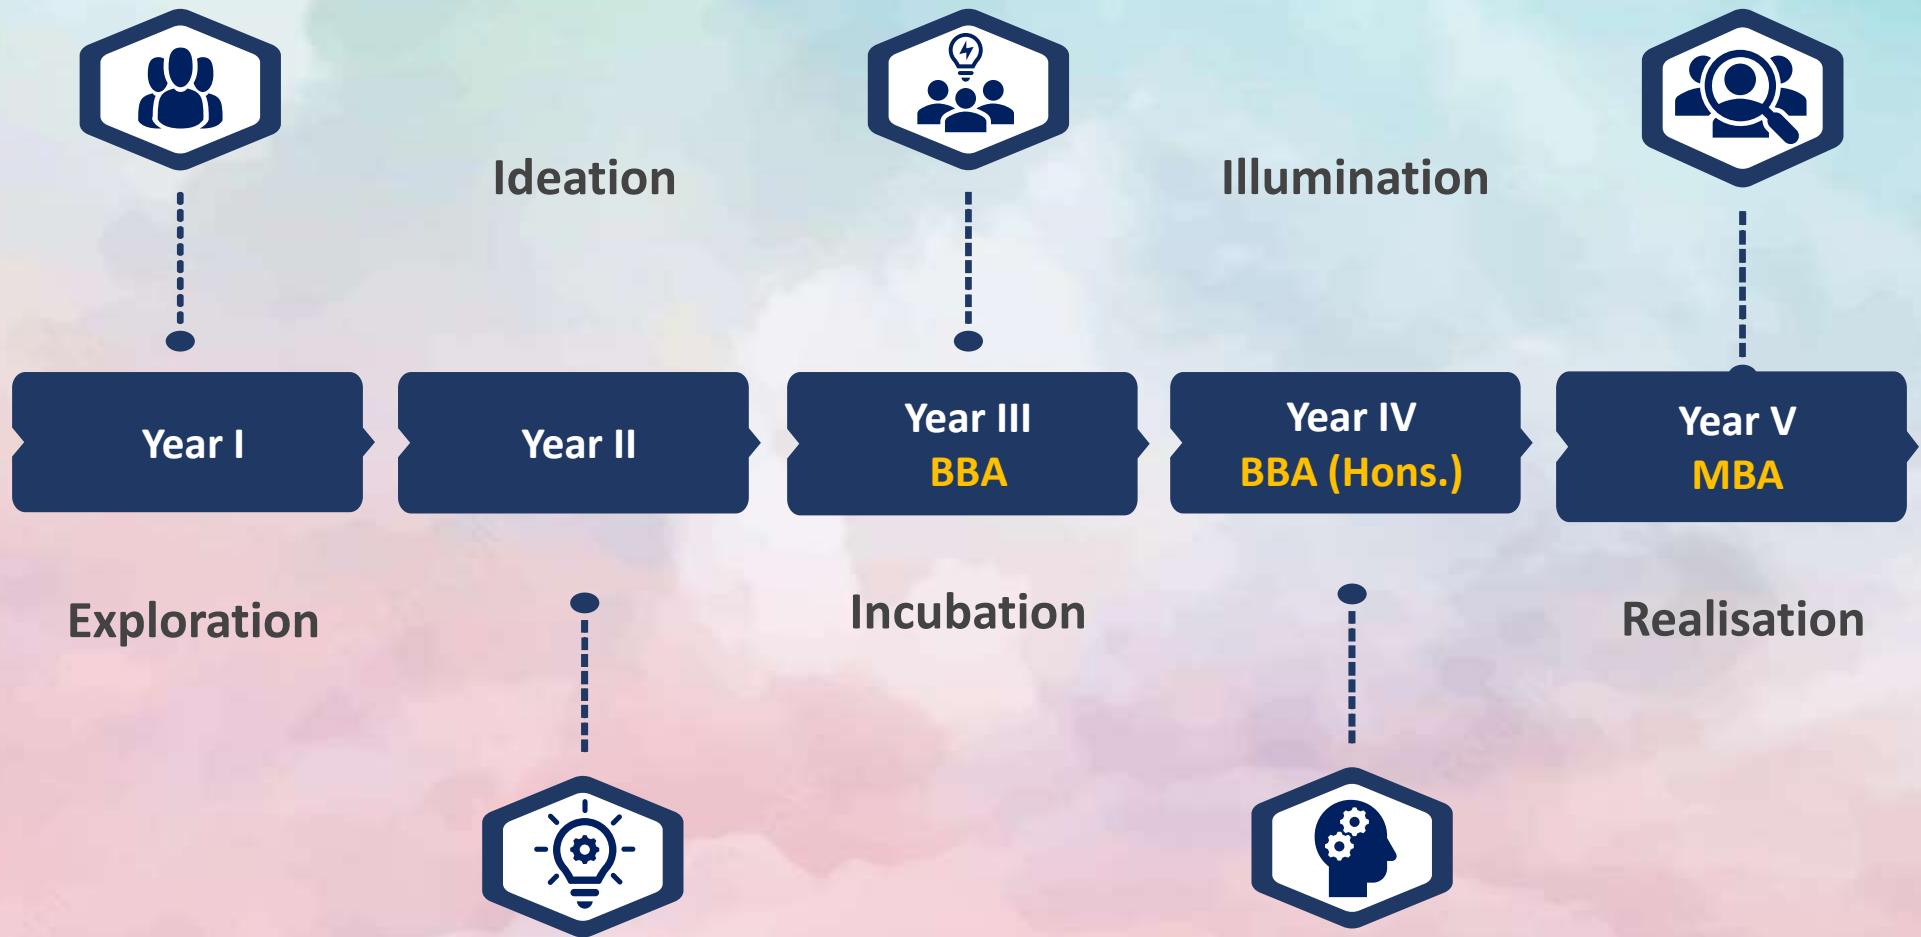 Ideation
Illumination
Year I
Year II
Year III
BBA
Year IV
BBA (Hons.)
Year V
MBA
Exploration
Incubation
Realisation